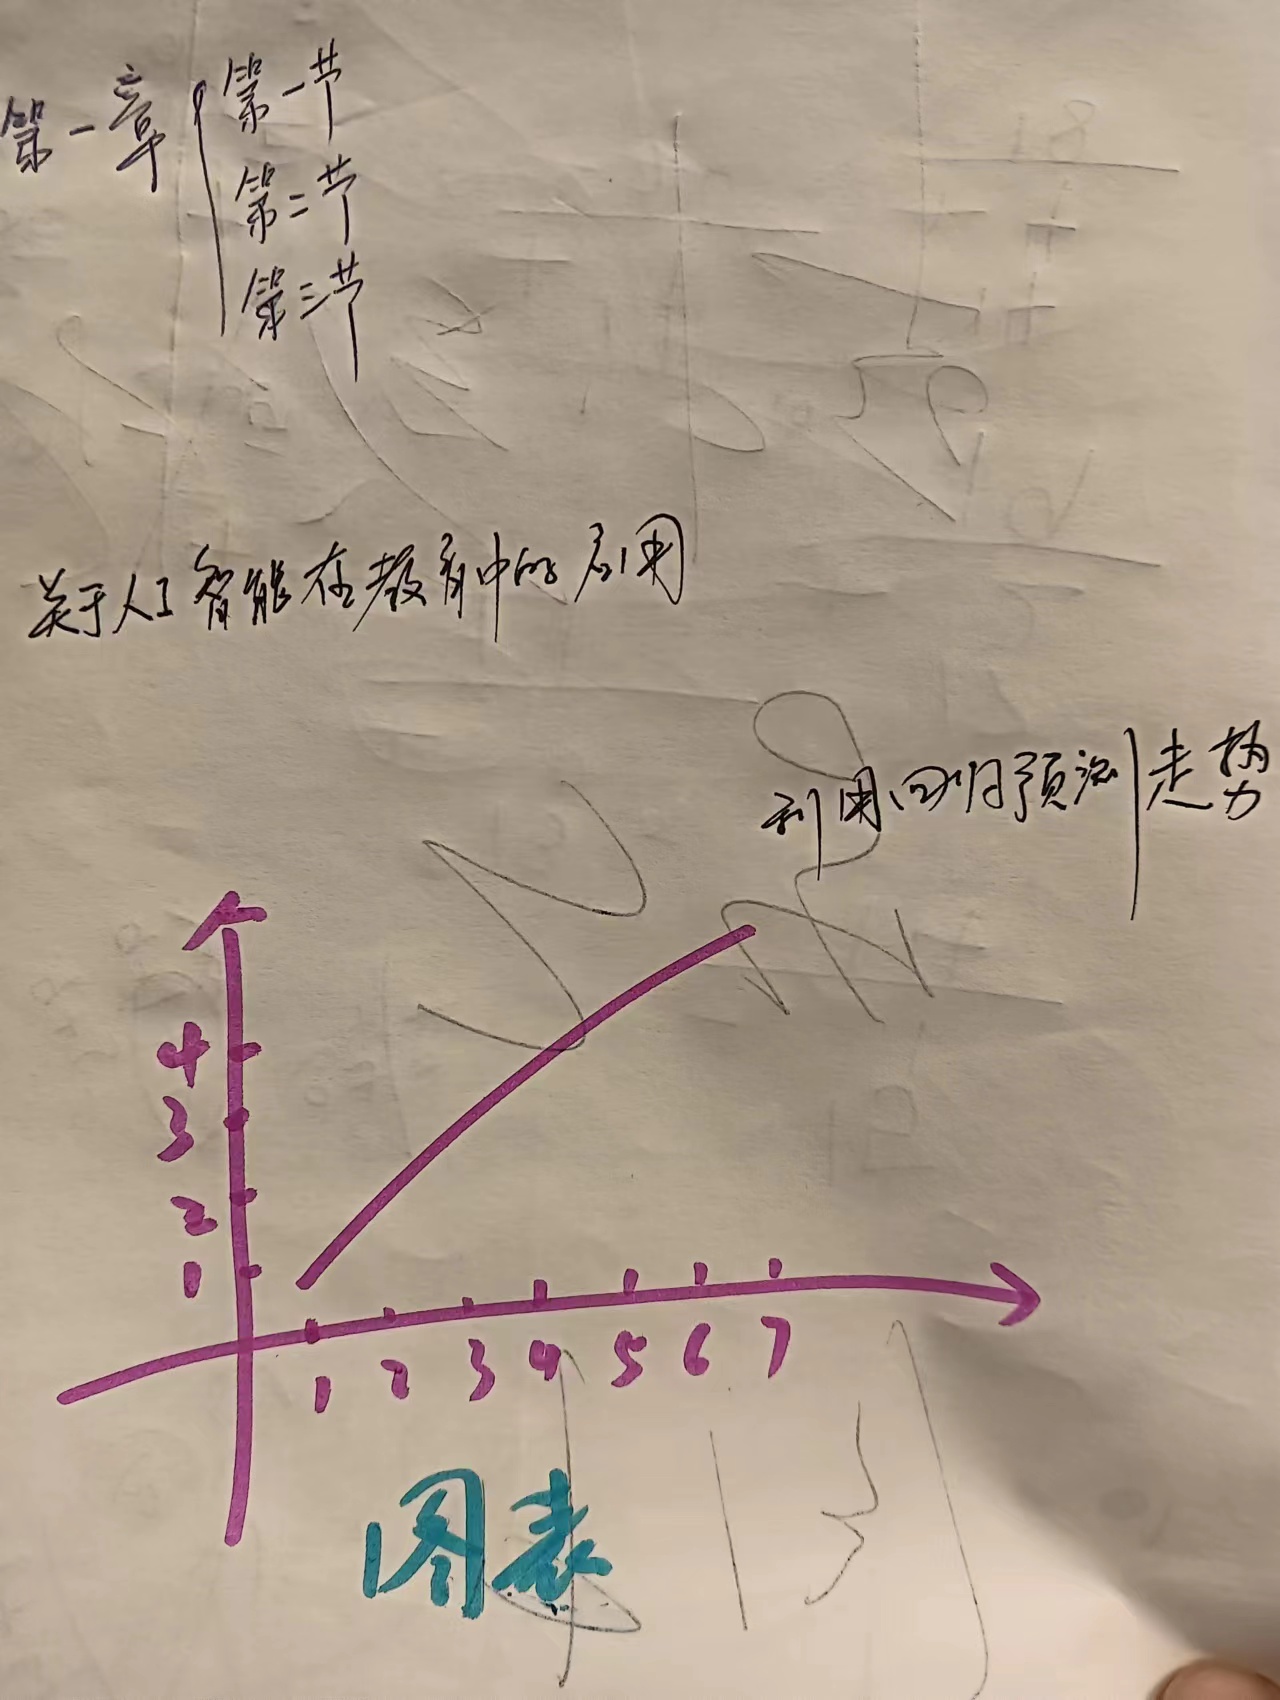 第一章
第一节
第二节
第三节
关于人工智能在教育中的应用
利用回归预测走势
4
3
2
1
1 2 3 4 5 6 7
图表